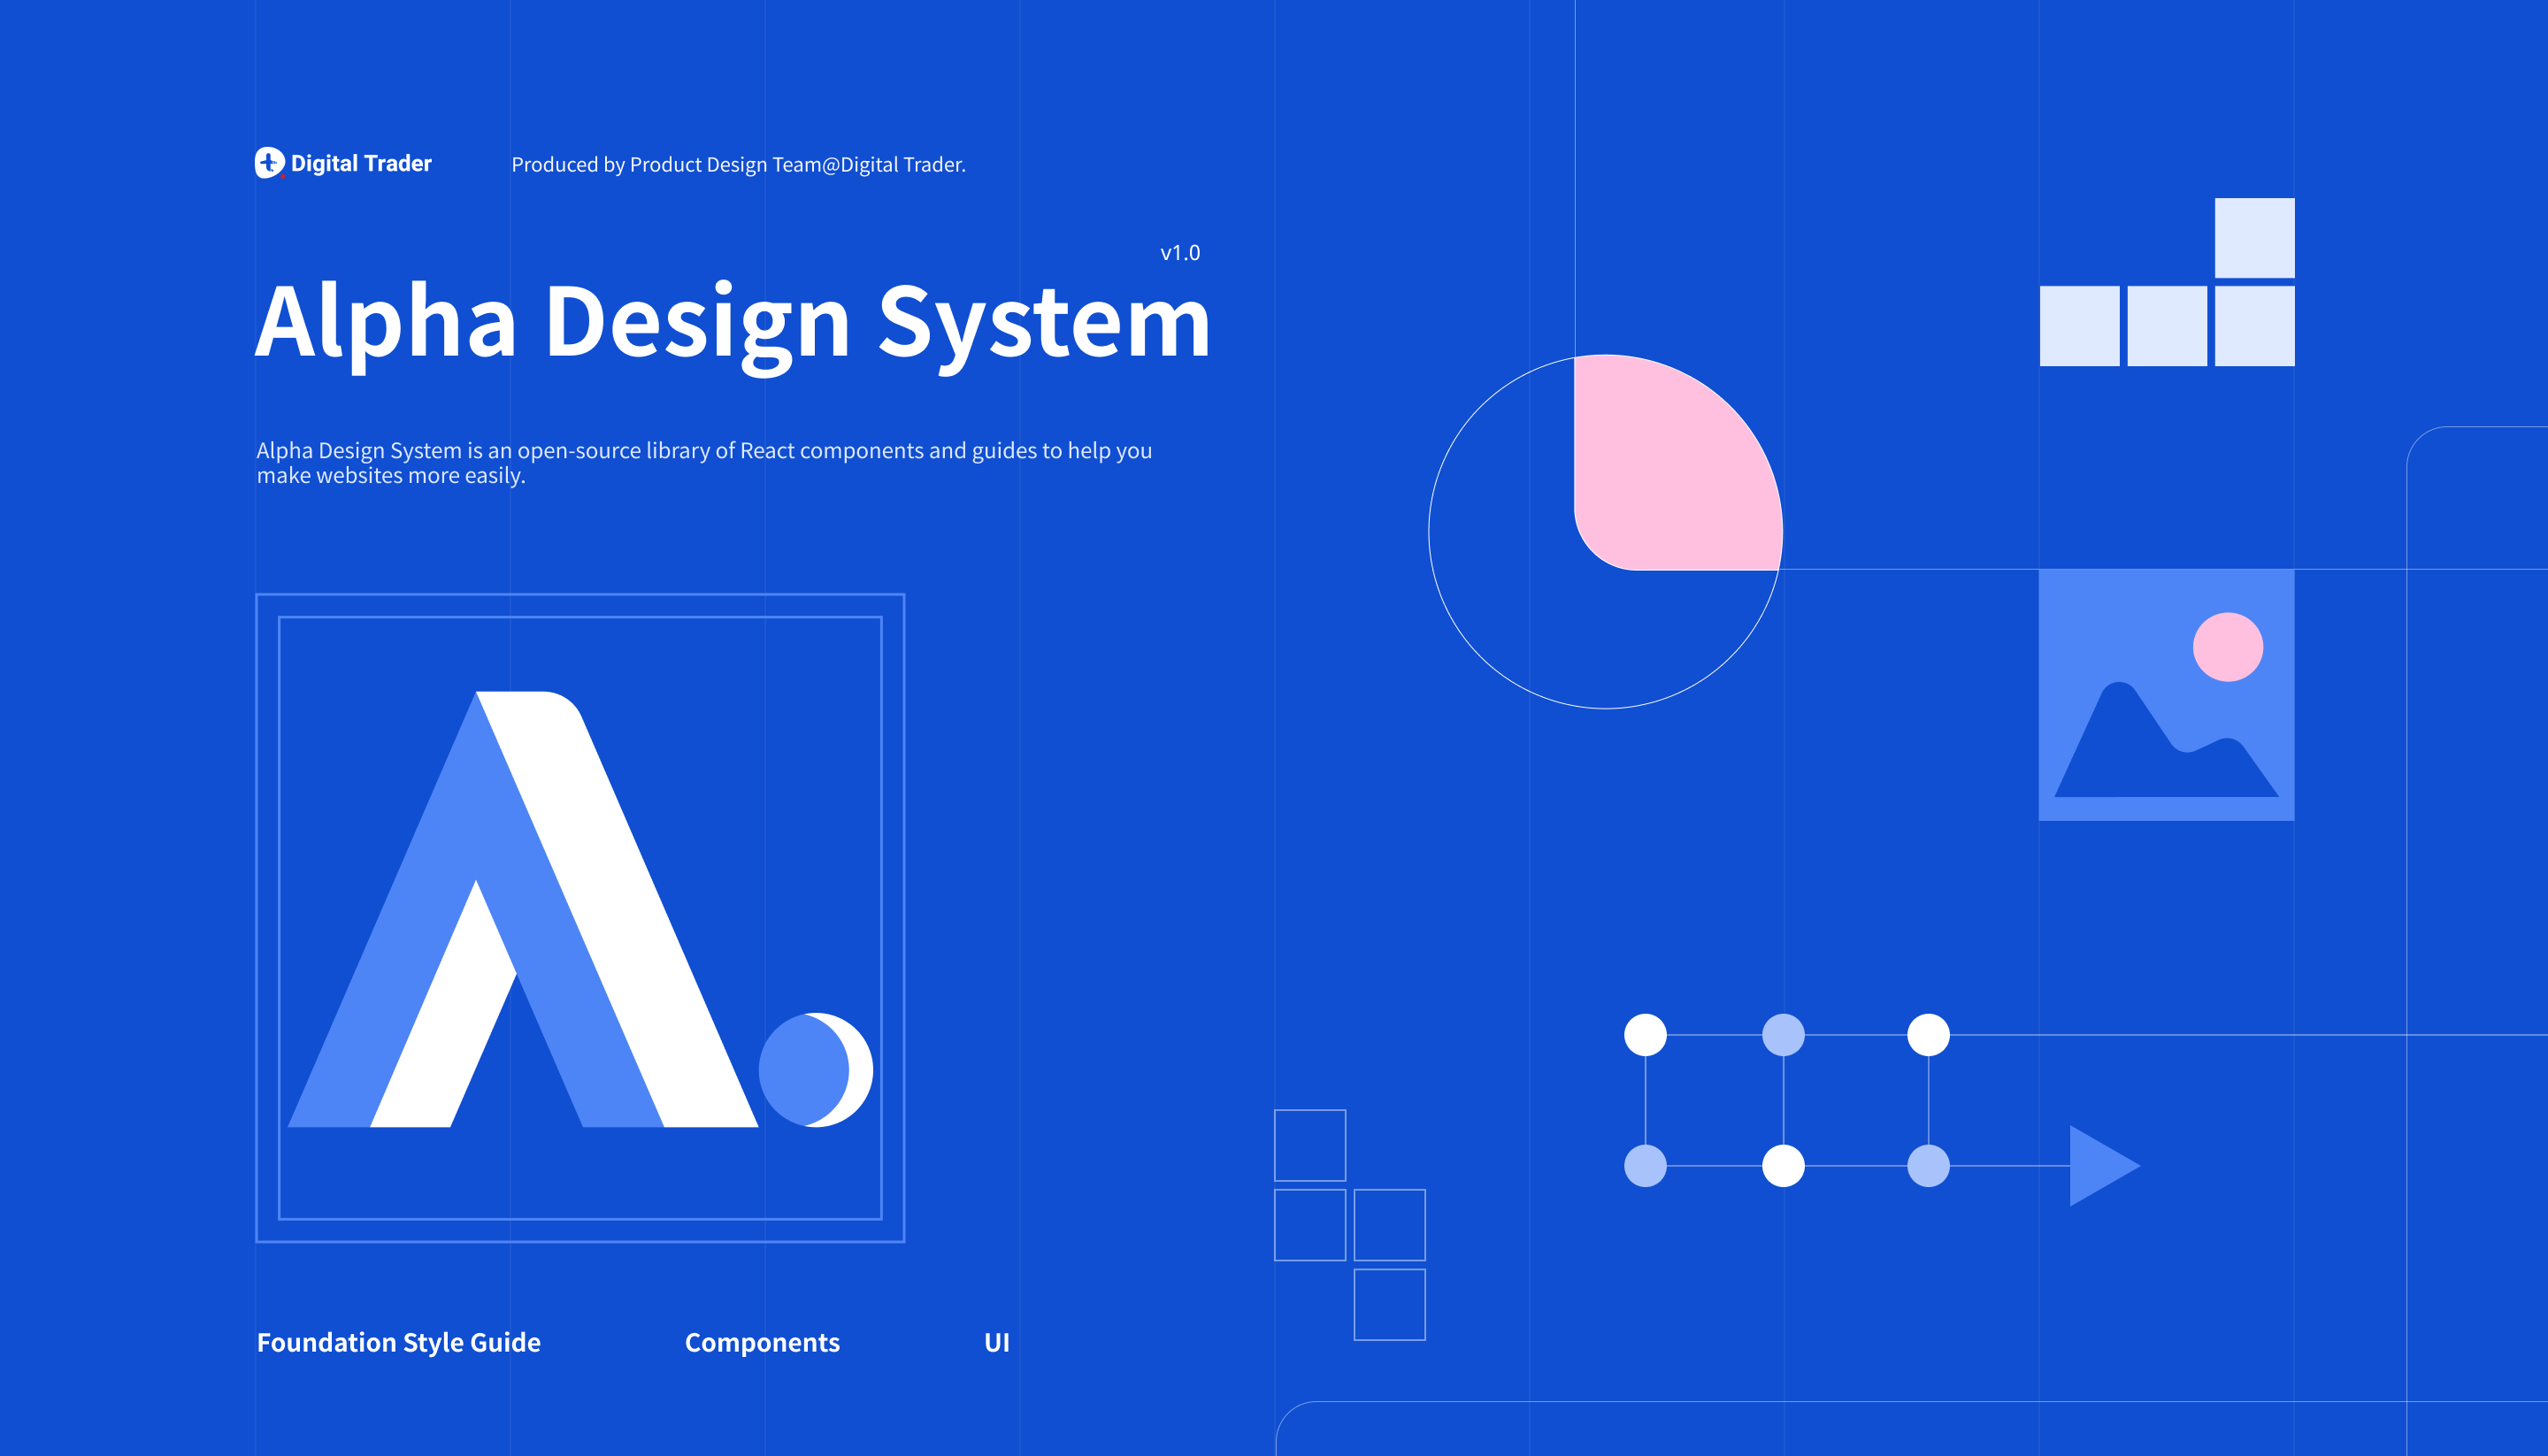 Digital Trader
Produced by Product Design Team@Digital Trader.
v1.0
Alpha Design System
Alpha Design System is an open-source library of React components and guides to help you
make websites more easily.
Foundation Style Guide
Components
UI